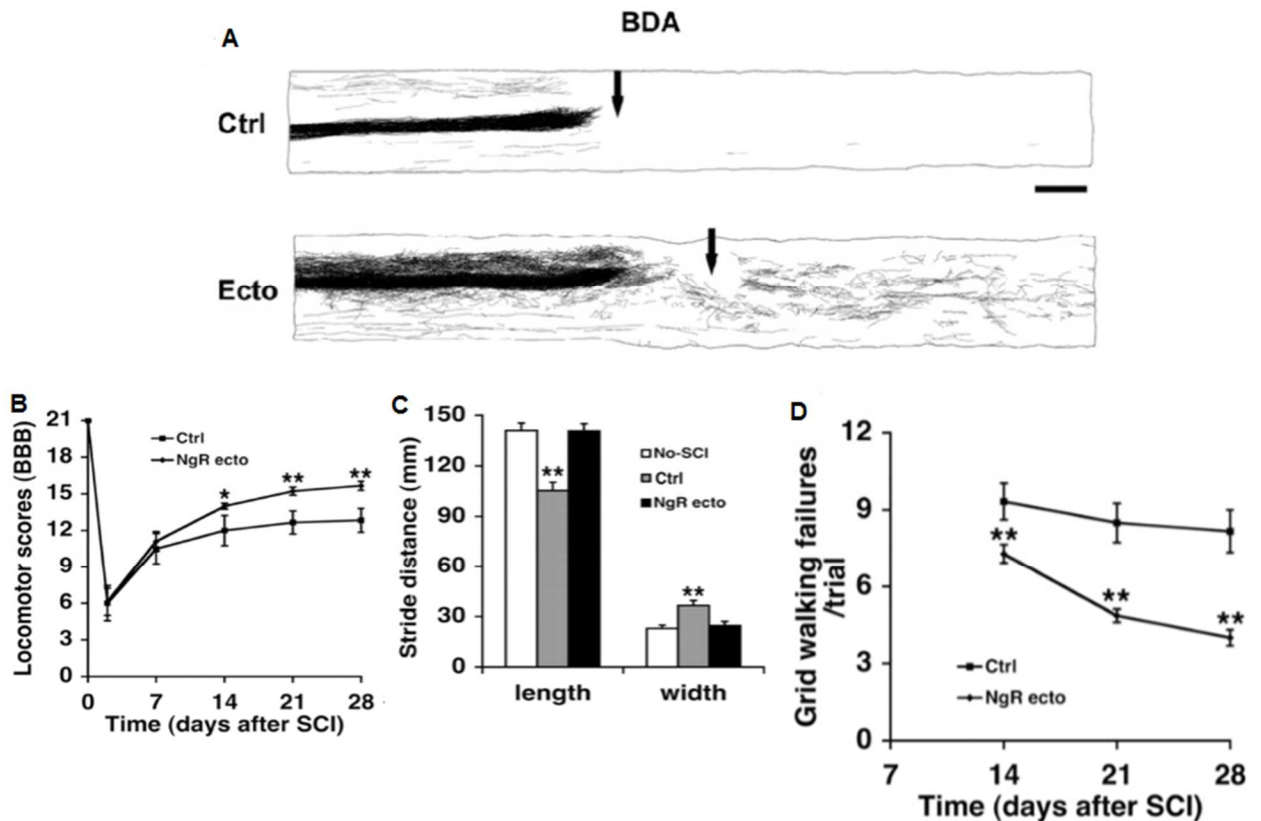 BDA
A
Ctrl
Ecto
B
Locomotor scores (BBB)
21
18
15
12
9
6
3
0
Ctrl
NgR ecto
*
**
**
0 7 14 21 28
Time (days after SCI)
C
Stride distance (mm)
150
120
90
60
30
0
**
**
No-SCI
Ctrl
NgR ecto
length width
D
Grid walking failures
/trial
12
9
6
3
0
**
**
**
Ctrl
NgR ecto
7 14 21 28
Time (days after SCI)